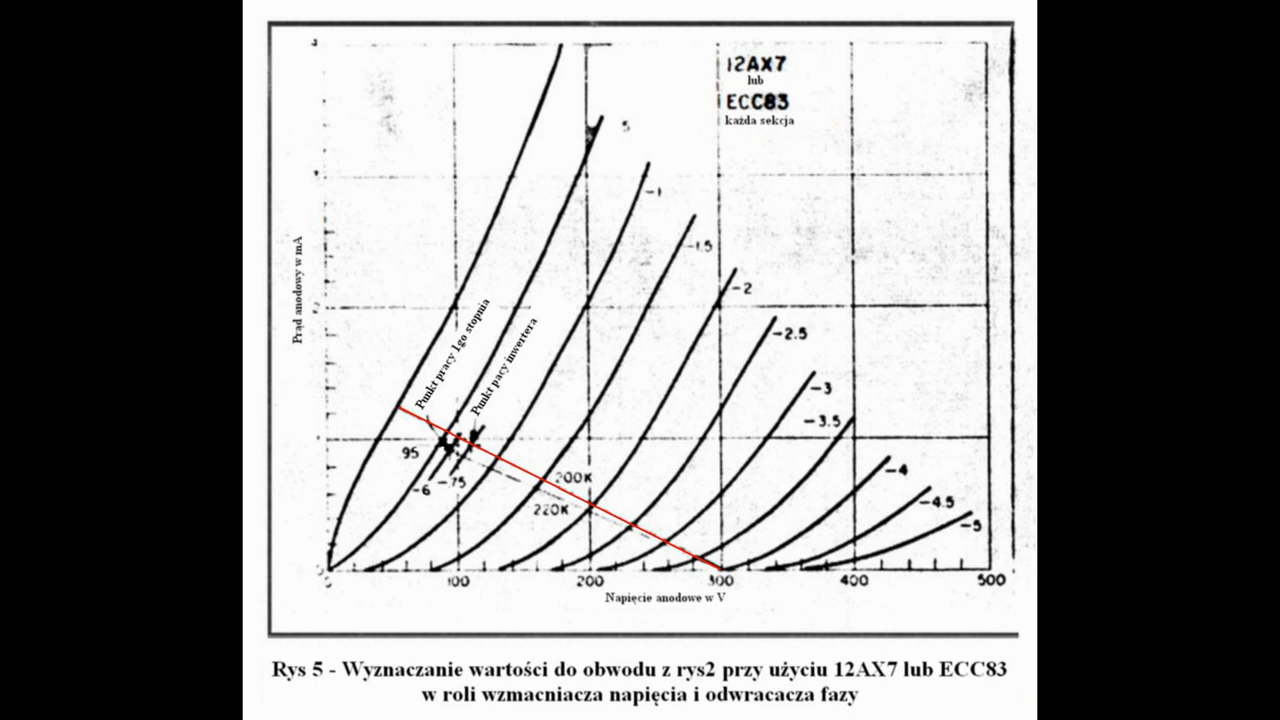 12AX7
lub
ECC83
każda sekcja
5
-1
-1.5
-2
-2.5
-3
-3.5
-4
-4.5
-5
Prąd anodowy w mA
2
Punkt pracy 1go stopnia
Punkt pacy inwertera
95
-6
-.75
200K
220K
100
200
300
400
500
Napięcie anodowe w V
Rys 5 - Wyznaczanie wartości do obwodu z rys2 przy użyciu 12AX7 lub ECC83
w roli wzmacniacza napięcia i odwracacza fazy